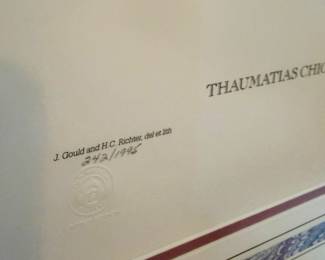 THAUMATIAS CHIC
J. Gould and H.C. Richter, del et lith
242/1995